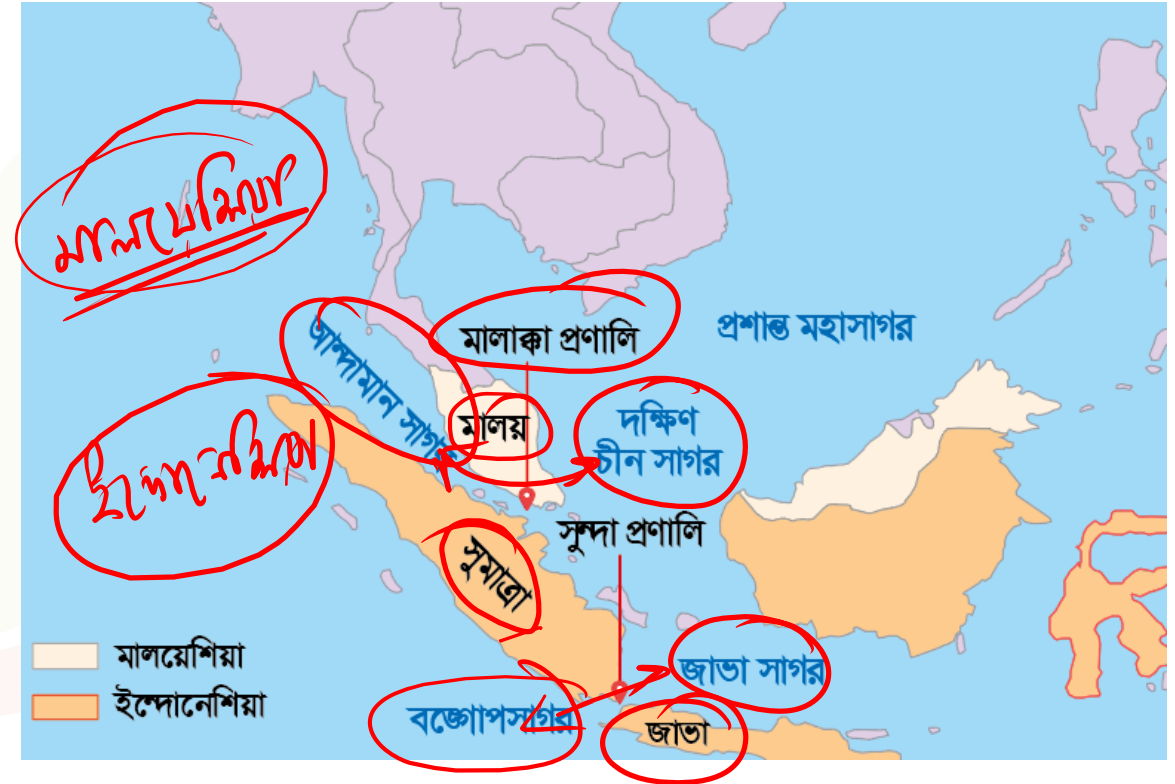 মালয়েশিয়া
মালাক্কা প্রণালি
প্রশান্ত মহাসাগর
আন্দামান সাগর
মালয়
দক্ষিণ
চীন সাগর
ইন্দোনেশিয়া
সুন্দা প্রণালি
সুমাত্রা
মালয়েশিয়া
জাভা সাগর
ইন্দোনেশিয়া
বঙ্গোপসাগর
জাভা